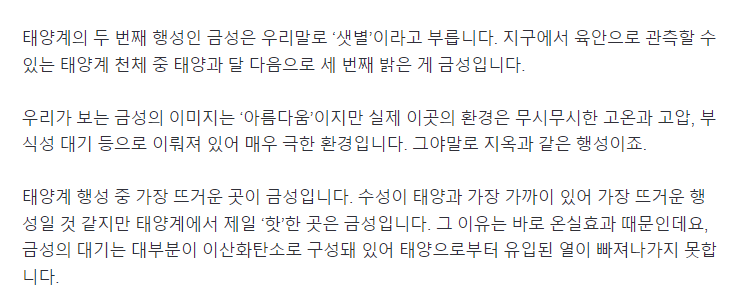 태양계의 두 번째 행성인 금성은 우리말로 ‘샛별’이라고 부릅니다. 지구에서 육안으로 관측할 수
있는 태양계 천체 중 태양과 달 다음으로 세 번째 밝은 게 금성입니다.
우리가 보는 금성의 이미지는 ‘아름다움’이지만 실제 이곳의 환경은 무시무시한 고온과 고압, 부
식성 대기 등으로 이뤄져 있어 매우 극한 환경입니다. 그야말로 지옥과 같은 행성이죠.
태양계 행성 중 가장 뜨거운 곳이 금성입니다. 수성이 태양과 가장 가까이 있어 가장 뜨거운 행
성일 것 같지만 태양계에서 제일 ‘핫’한 곳은 금성입니다. 그 이유는 바로 온실효과 때문인데요,
금성의 대기는 대부분이 이산화탄소로 구성돼 있어 태양으로부터 유입된 열이 빠져나가지 못합
니다.